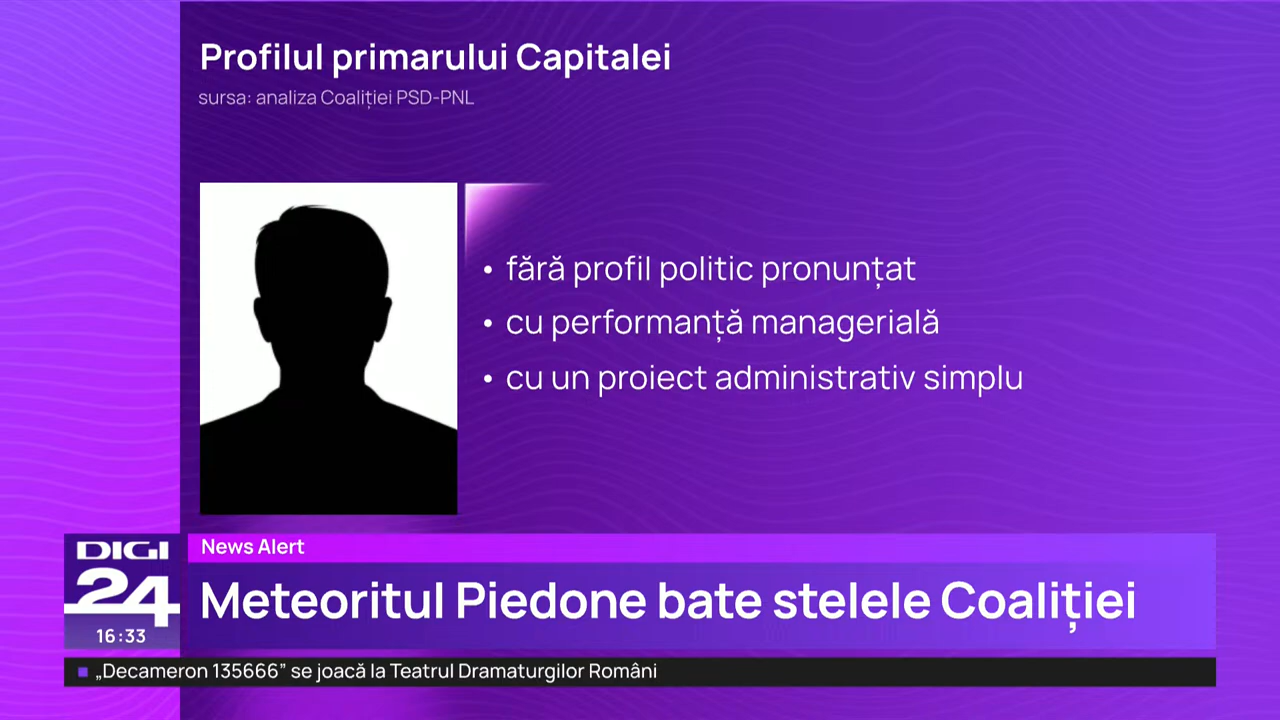 Profilul primarului Capitalei
sursa: analiza Coaliției PSD-PNL
• fără profil politic pronunțat
• cu performanță managerială
• cu un proiect administrativ simplu
DIGI
24
16:33
News Alert
Meteoritul Piedone bate stelele Coaliției
„Decameron 135666” se joacă la Teatrul Dramaturgilor Români